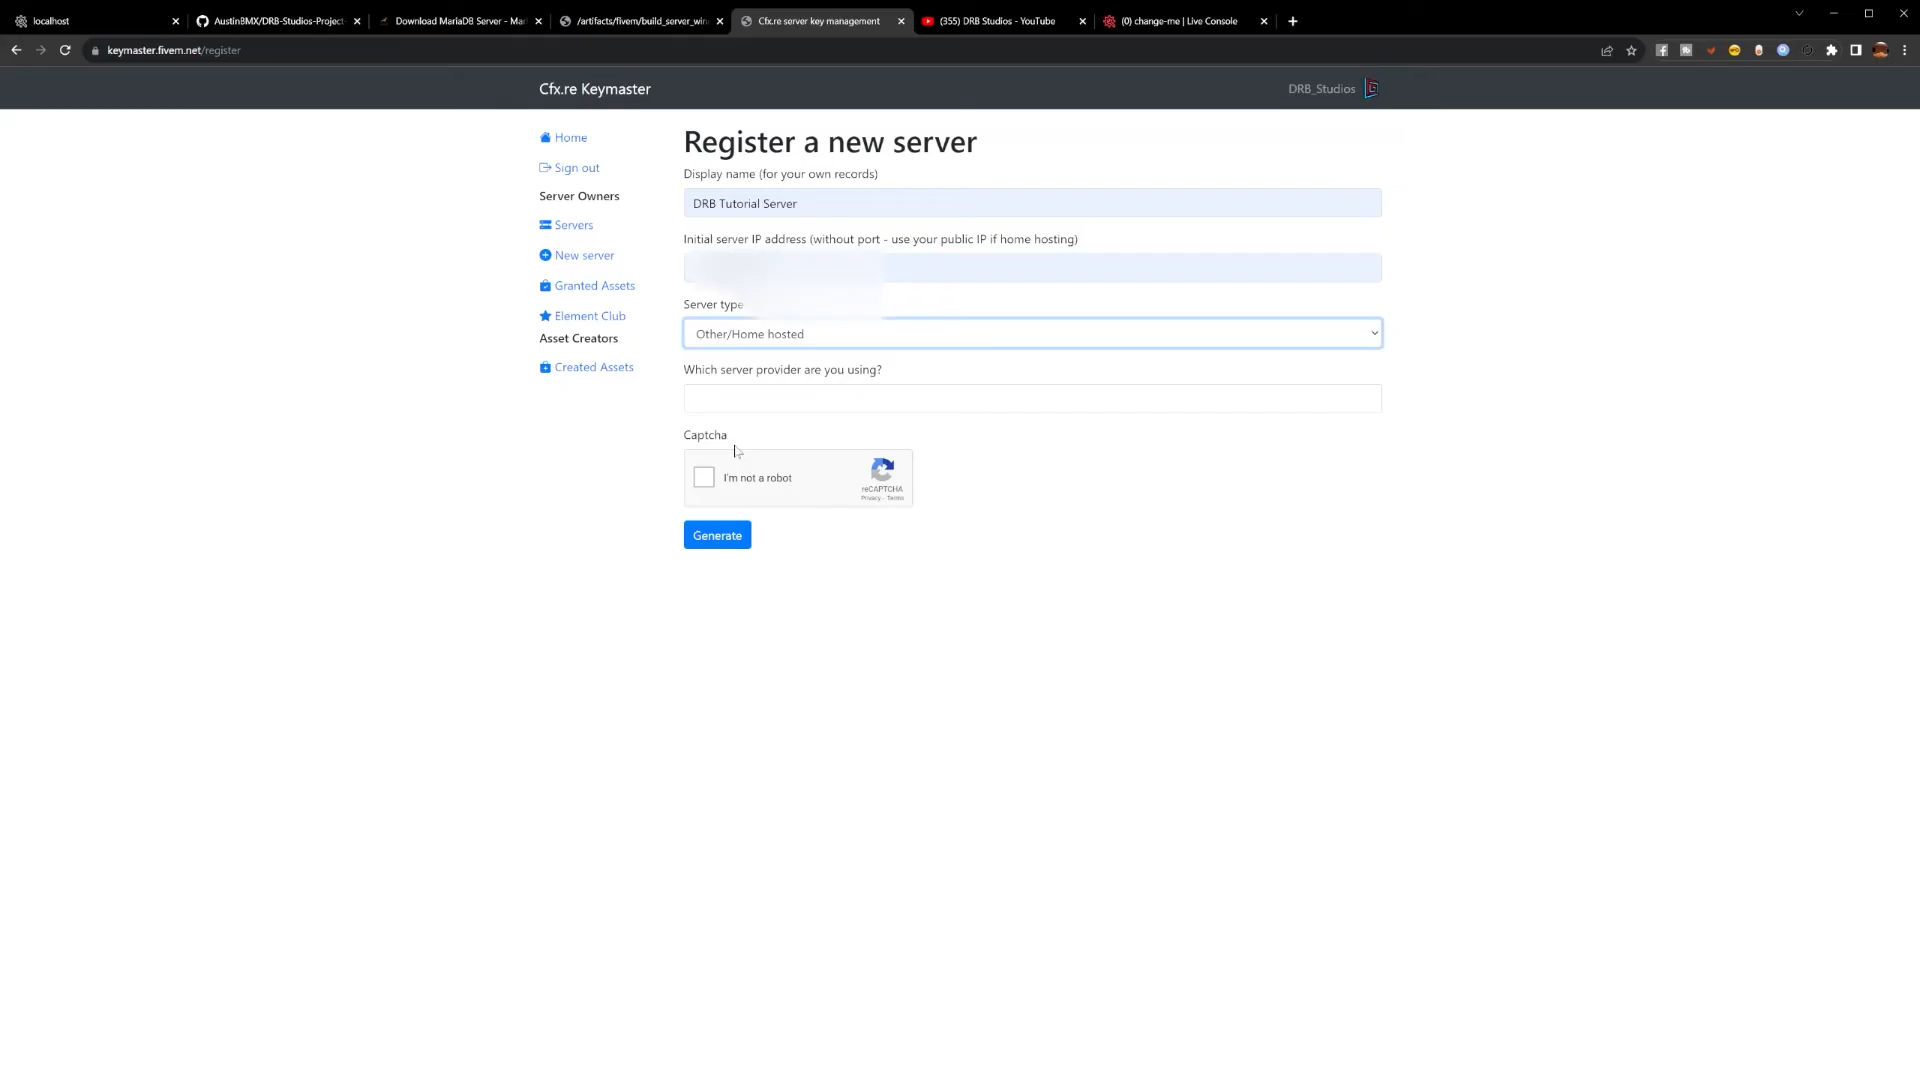 localhost
AustinBMX/DRB-Studios-Project-
Download MariaDB Server - Mari
/artifacts/fivem/build_server_win
Cfx.re server key management
(355) DRB Studios - YouTube
(0) change-me | Live Console
keymaster.fivem.net/register
Cfx.re Keymaster
DRB_Studios
Home
Sign out
Server Owners
Servers
New server
Granted Assets
Element Club
Asset Creators
Created Assets
Register a new server
Display name (for your own records)
DRB Tutorial Server
Initial server IP address (without port - use your public IP if home hosting)
Server type
Other/Home hosted
Which server provider are you using?
Captcha
I'm not a robot
reCAPTCHA
Privacy - Terms
Generate